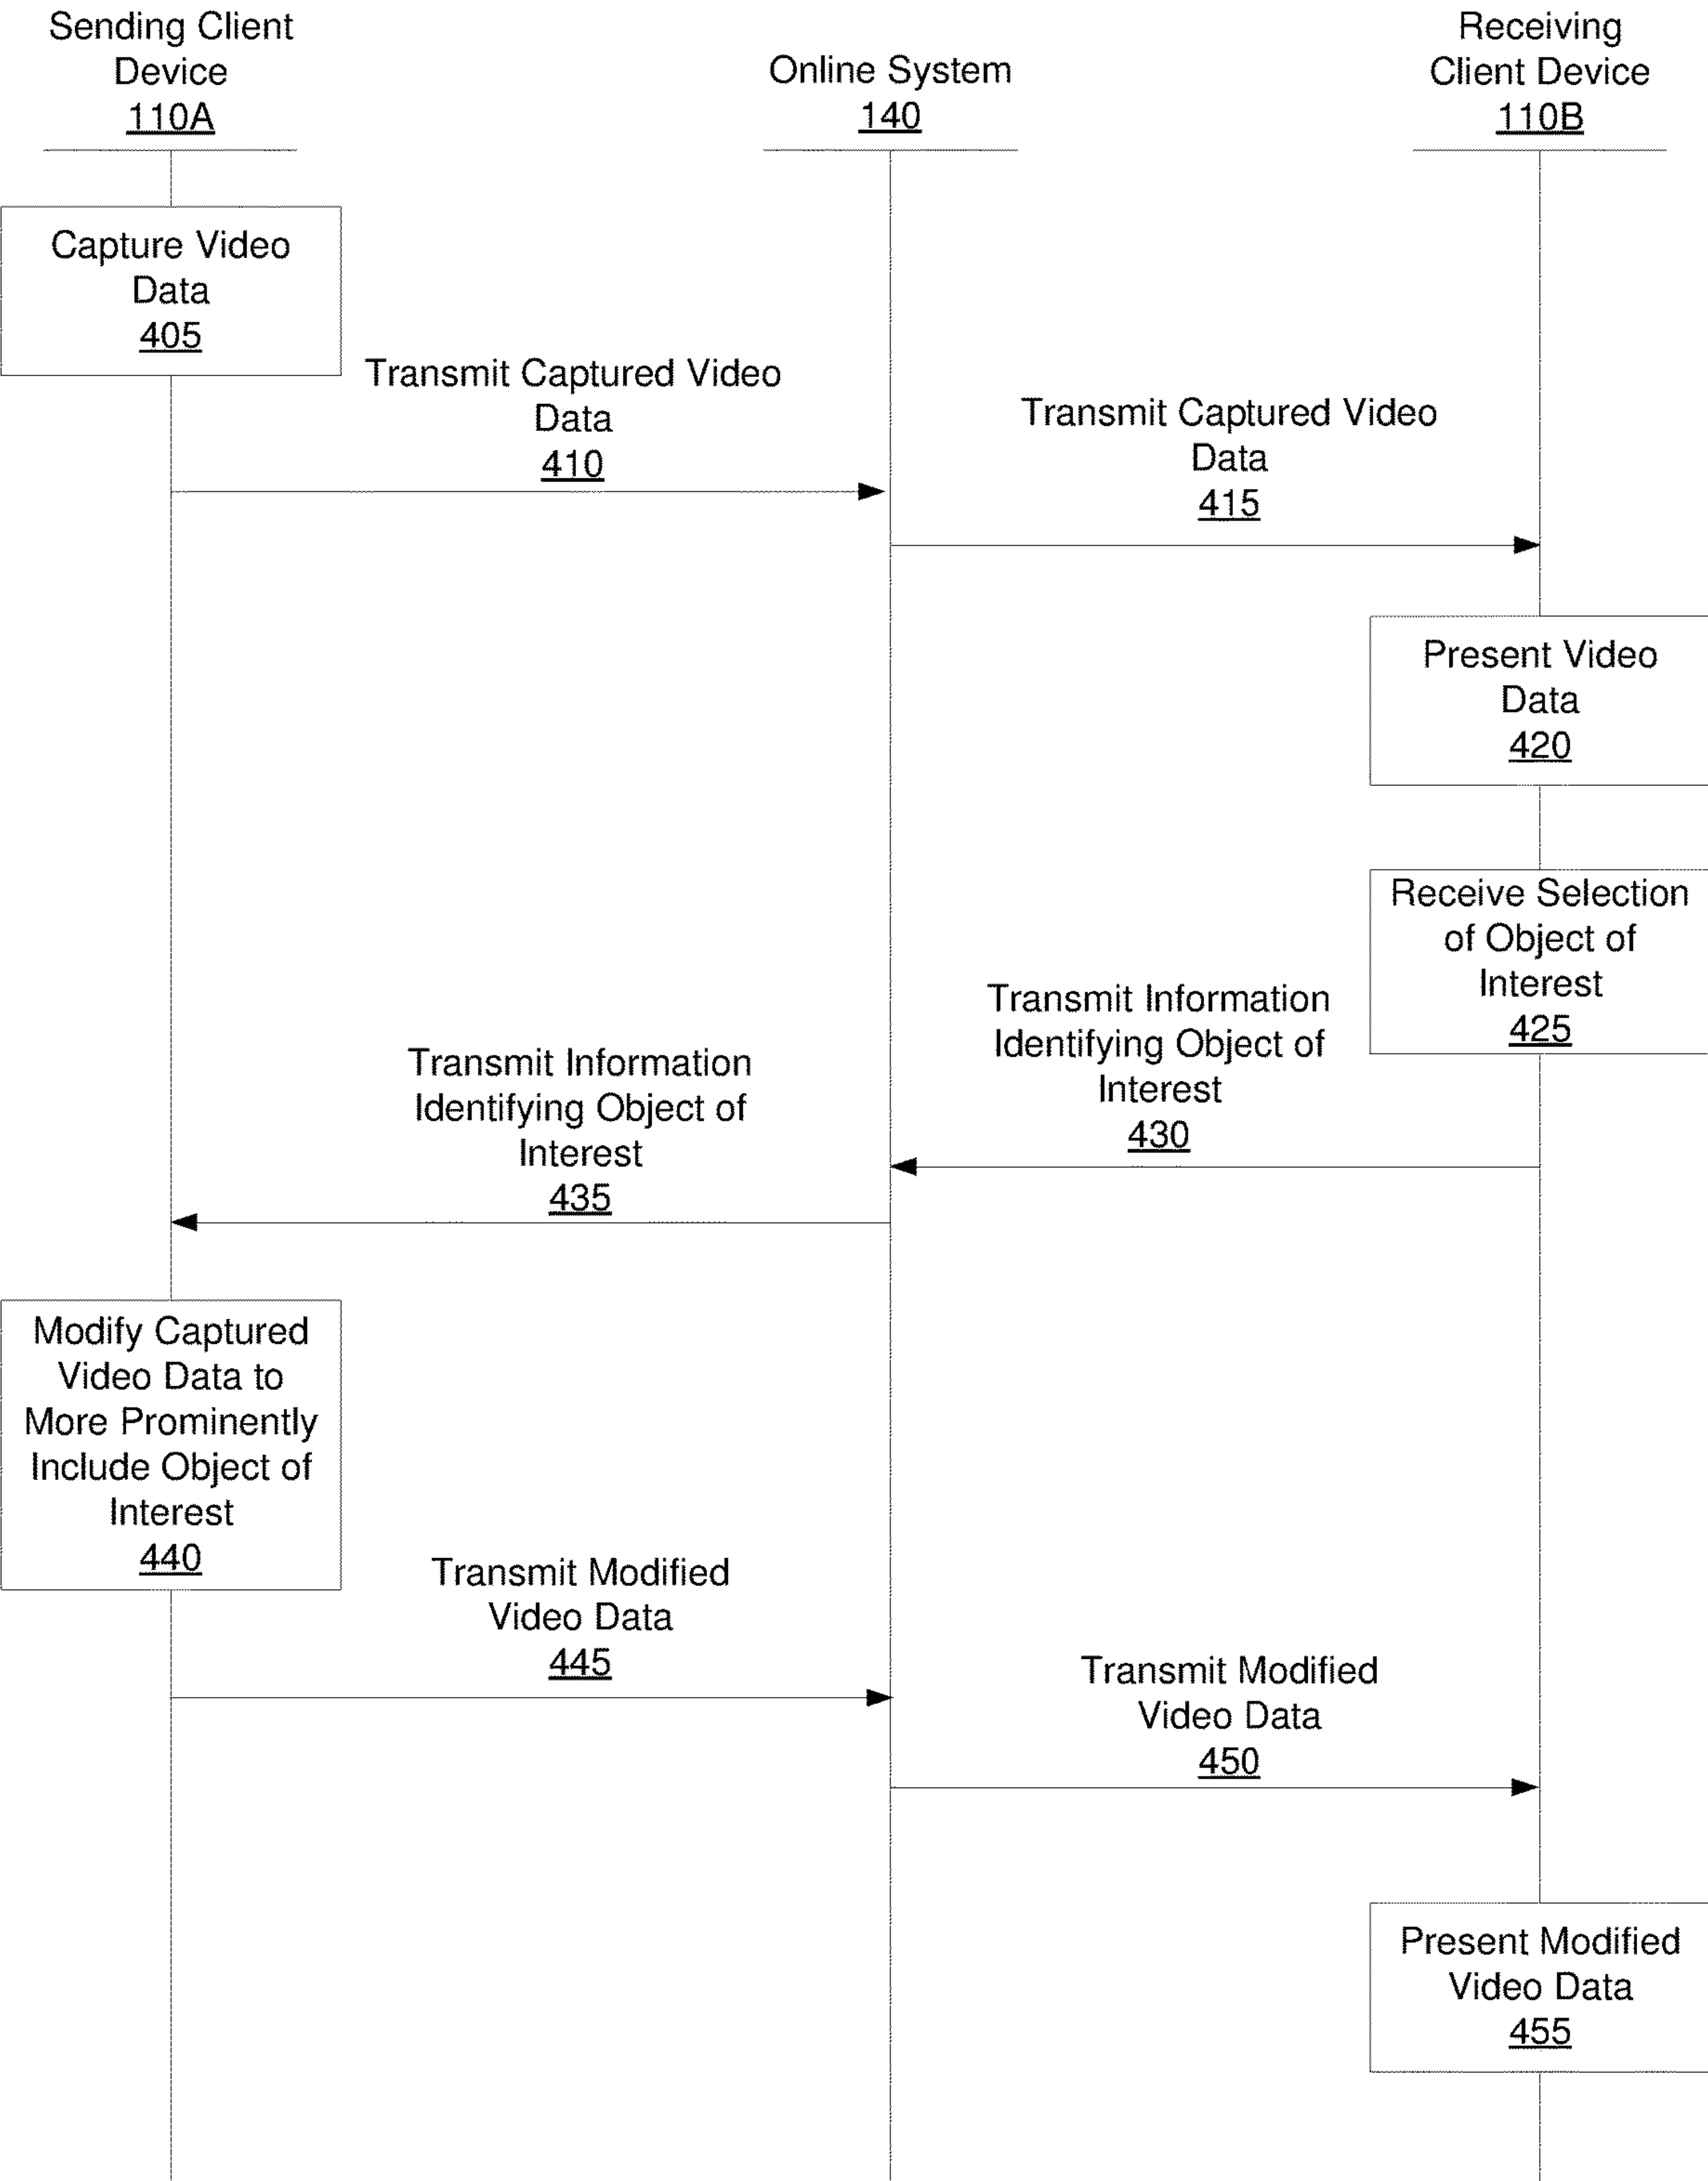 Sending Client
Device
110A
Online System
140
Receiving
Client Device
110B
Capture Video
Data
405
Transmit Captured Video
Data
410
Transmit Captured Video
Data
415
Present Video
Data
420
Receive Selection
of Object of
Interest
425
Transmit Information
Identifying Object of
Interest
430
Transmit Information
Identifying Object of
Interest
435
Modify Captured
Video Data to
More Prominently
Include Object of
Interest
440
Transmit Modified
Video Data
445
Transmit Modified
Video Data
450
Present Modified
Video Data
455